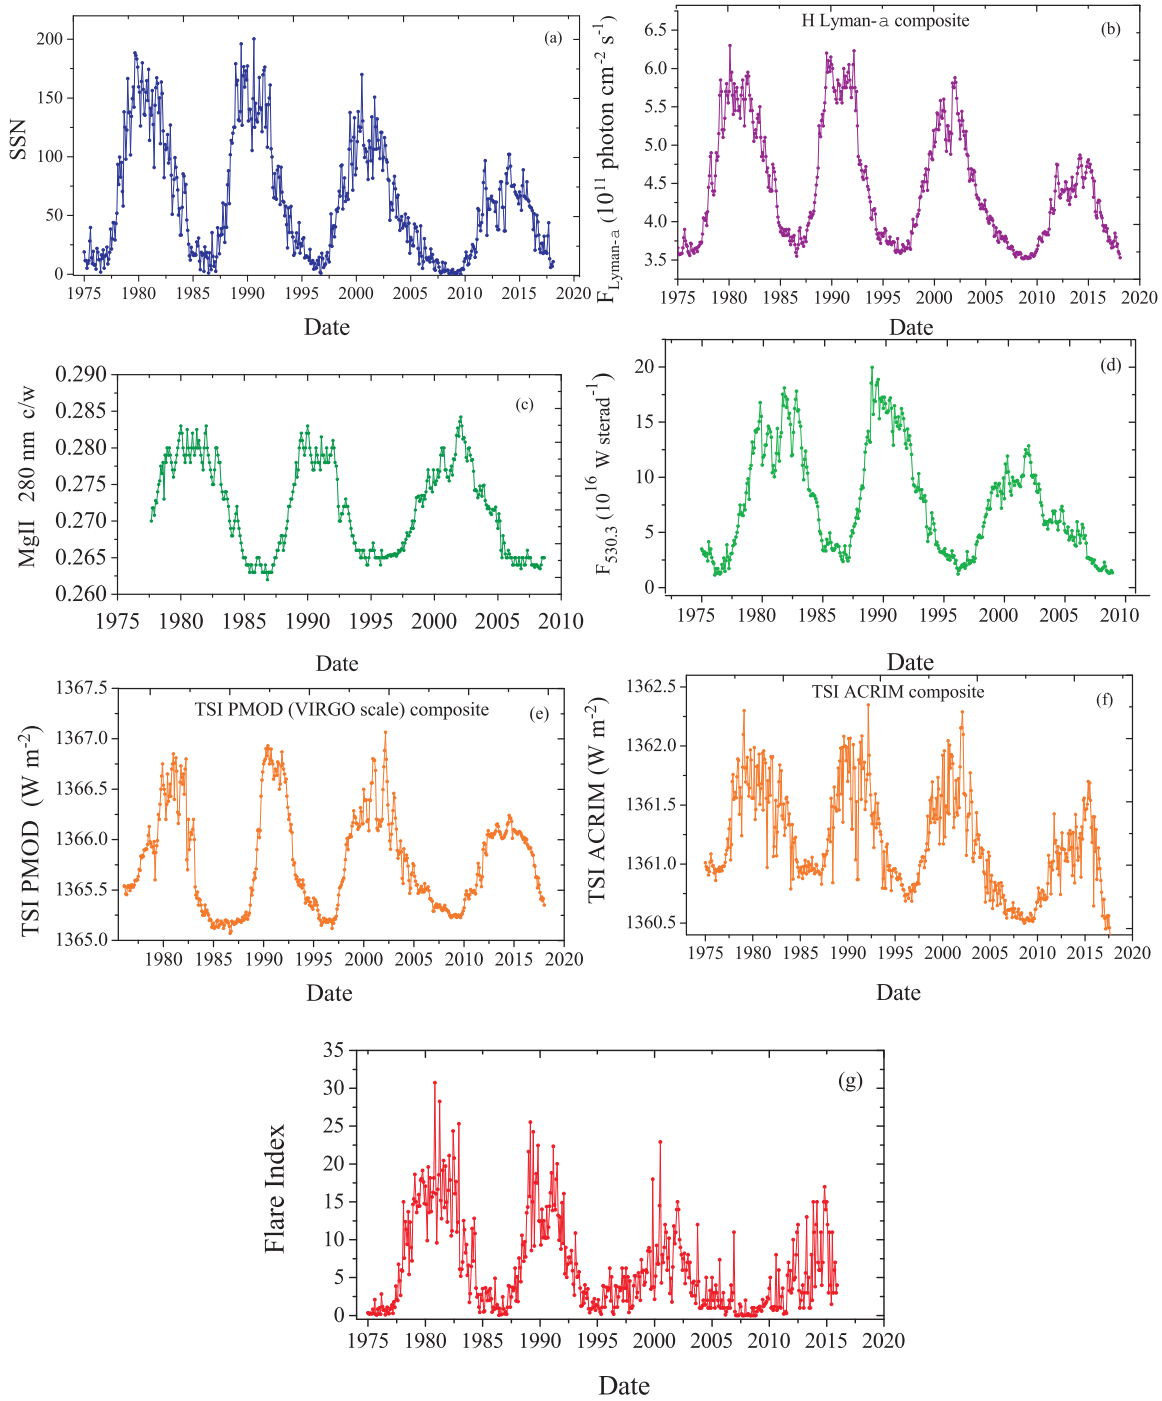 (a)
SSN
200
150
100
50
0
1975 1980 1985 1990 1995 2000 2005 2010 2015 2020
Date
H Lyman-a composite
(b)
F_Lyman-a (10^11 photon cm^-2 s^-1)
6.5
6.0
5.5
5.0
4.5
4.0
3.5
1975 1980 1985 1990 1995 2000 2005 2010 2015 2020
Date
(c)
MgII 280 nm c/w
0.290
0.285
0.280
0.275
0.270
0.265
0.260
1975 1980 1985 1990 1995 2000 2005 2010
Date
(d)
F_530.3 (10^16 W sterad^-1)
20
15
10
5
0
1975 1980 1985 1990 1995 2000 2005 2010
Date
TSI PMOD (VIRGO scale) composite
(e)
TSI PMOD (W m^-2)
1367.5
1367.0
1366.5
1366.0
1365.5
1365.0
1980 1985 1990 1995 2000 2005 2010 2015 2020
Date
TSI ACRIM composite
(f)
TSI ACRIM (W m^-2)
1362.5
1362.0
1361.5
1361.0
1360.5
1975 1980 1985 1990 1995 2000 2005 2010 2015 2020
Date
(g)
Flare Index
35
30
25
20
15
10
5
0
1975 1980 1985 1990 1995 2000 2005 2010 2015 2020
Date